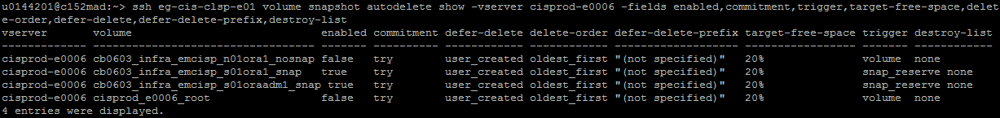 u0144201@c152mad:~> ssh eg-cis-clsp-e01 volume snapshot autodelete show -vserver cisprod-e0006 -fields enabled,commitment,trigger,target-free-space,delet
e-order,defer-delete,defer-delete-prefix,destroy-list
vserver       volume                          enabled commitment defer-delete delete-order defer-delete-prefix target-free-space trigger destroy-list
------------- ------------------------------- ------- ---------- ------------ ------------ ------------------- ----------------- ------- ------------
cisprod-e0006 cb0603_infra_emcisp_n01ora1_nosnap false try       user_created oldest_first "(not specified)"   20%               volume  none
cisprod-e0006 cb0603_infra_emcisp_s01ora1_snap true   try        user_created oldest_first "(not specified)"   20%               snap_reserve none
cisprod-e0006 cb0603_infra_emcisp_s01oraadm1_snap true try       user_created oldest_first "(not specified)"   20%               snap_reserve none
cisprod-e0006 cisprod_e0006_root              false   try        user_created oldest_first "(not specified)"   20%               volume  none
4 entries were displayed.